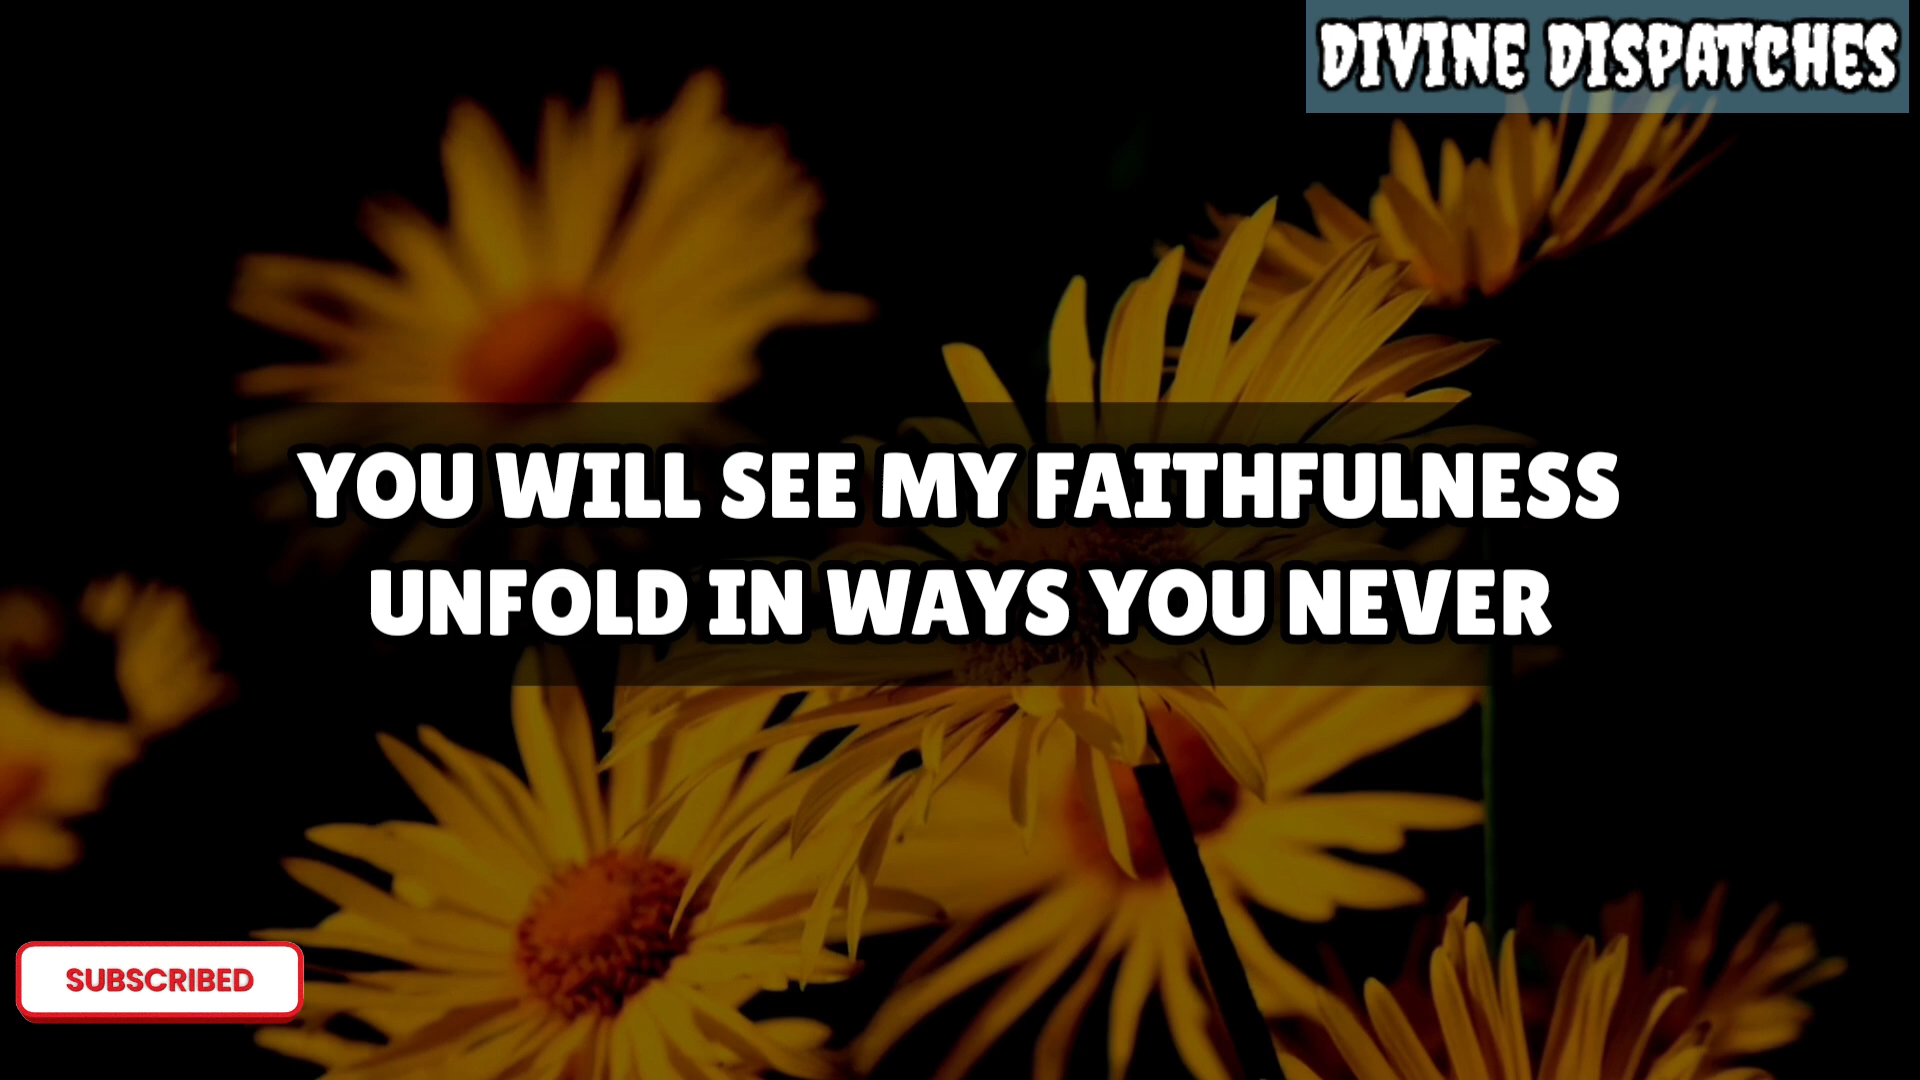 DIVINE DISPATCHES
YOU WILL SEE MY FAITHFULNESS
UNFOLD IN WAYS YOU NEVER
SUBSCRIBED